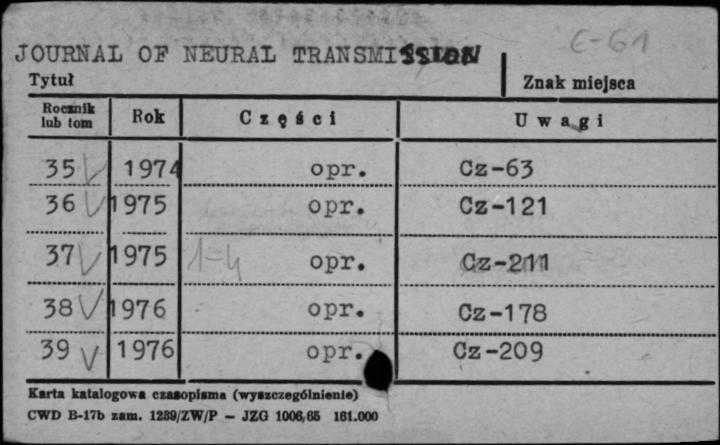 C-61
JOURNAL OF NEURAL TRANSMISSION
Tytuł
Znak miejsca
Rocznik lub tom Rok Części Uwagi
35 V 1974 opr. Cz-63
36 V 1975 opr. Cz-121
37 V 1975 1-4 opr. Cz-211
38 V 1976 opr. Cz-178
39 V 1976 opr. Cz-209
Karta katalogowa czasopisma (wyszczególnienie)
CWD B-17b zam. 1239/ZW/P — JZG 1006/65 161.000